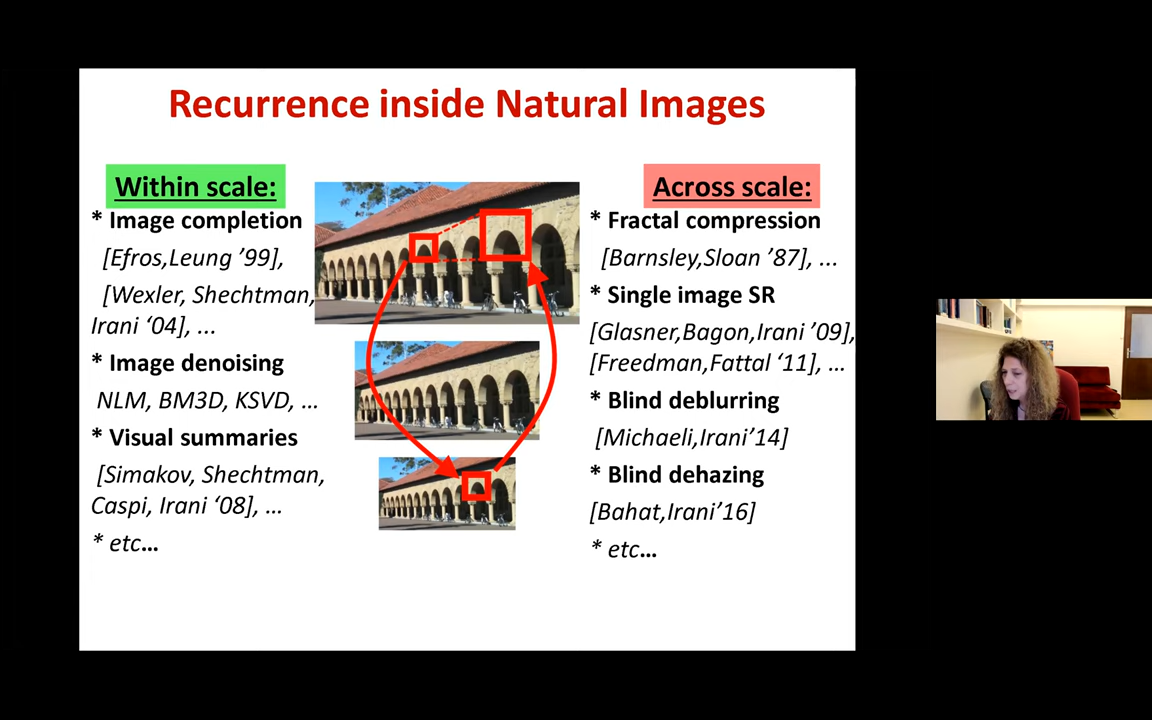 Recurrence inside Natural Images
Within scale:
* Image completion
[Efros,Leung ’99],
[Wexler, Shechtman,
Irani ‘04], ...
* Image denoising
NLM, BM3D, KSVD, …
* Visual summaries
[Simakov, Shechtman,
Caspi, Irani ‘08], …
* etc…
Across scale:
* Fractal compression
[Barnsley,Sloan ’87], ...
* Single image SR
[Glasner,Bagon,Irani ’09],
[Freedman,Fattal ‘11], …
* Blind deblurring
[Michaeli,Irani’14]
* Blind dehazing
[Bahat,Irani’16]
* etc…